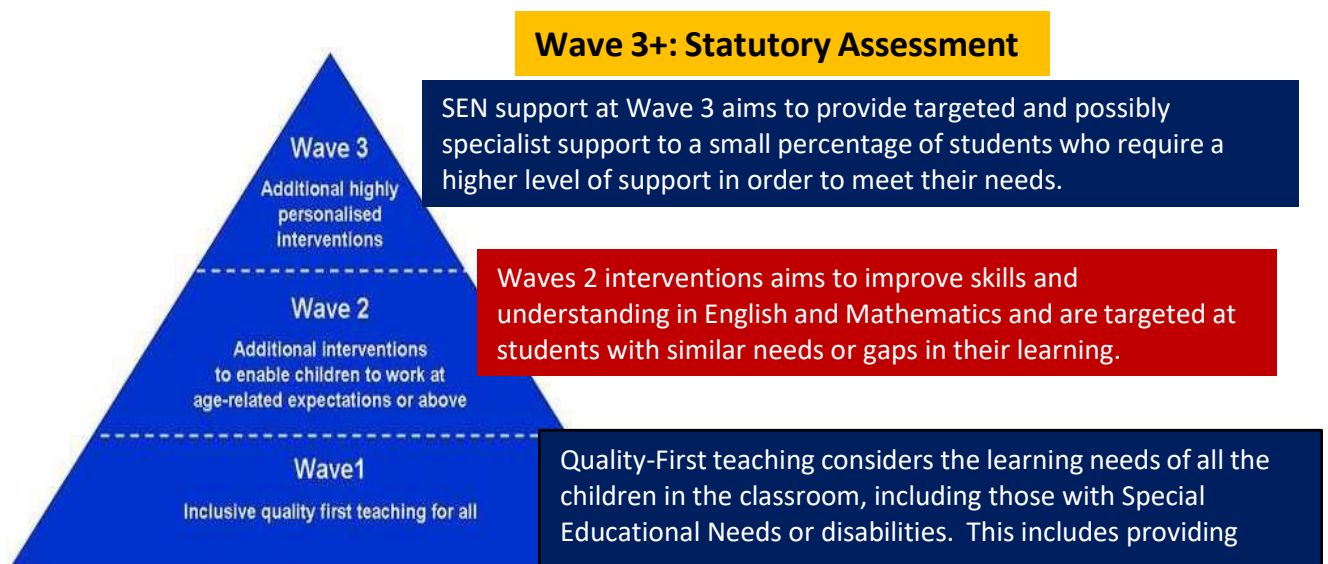 Wave 3+: Statutory Assessment
SEN support at Wave 3 aims to provide targeted and possibly
specialist support to a small percentage of students who require a
higher level of support in order to meet their needs.
Wave 3
Additional highly
personalised
interventions
Waves 2 interventions aims to improve skills and
understanding in English and Mathematics and are targeted at
students with similar needs or gaps in their learning.
Wave 2
Additional interventions
to enable children to work at
age-related expectations or above
Quality-First teaching considers the learning needs of all the
children in the classroom, including those with Special
Educational Needs or disabilities.  This includes providing
Wave1
Inclusive quality first teaching for all